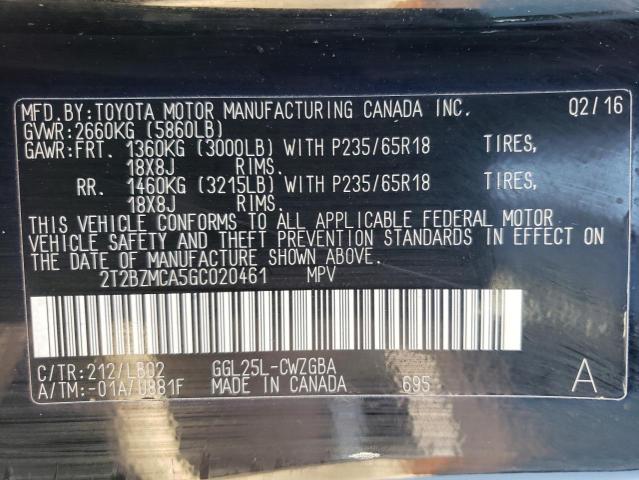 MFD.BY:TOYOTA MOTOR MANUFACTURING CANADA INC. 02/16
GVWR:2660KG (5860LB)
GAWR:FRT. 1360KG (3000LB) WITH P235/65R18 TIRES,
18X8J RIMS.
RR. 1460KG (3215LB) WITH P235/65R18 TIRES,
18X8J RIMS.
THIS VEHICLE CONFORMS TO ALL APPLICABLE FEDERAL MOTOR
VEHICLE SAFETY AND THEFT PREVENTION STANDARDS IN EFFECT ON
THE DATE OF MANUFACTURE SHOWN ABOVE.
2T2BZMCA5GC020461 MPV
C/TR:212/LB02 GGL25L-CWZGBA
A/TM:-01A/U881F MADE IN CANADA 695 A